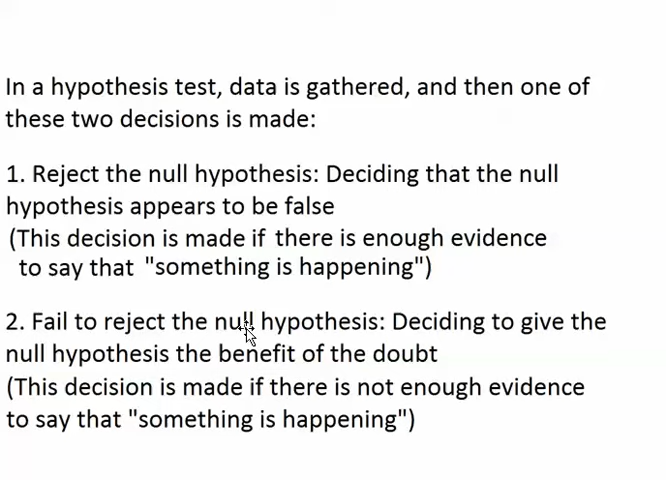 In a hypothesis test, data is gathered, and then one of
these two decisions is made:
1. Reject the null hypothesis: Deciding that the null
hypothesis appears to be false
(This decision is made if there is enough evidence
to say that "something is happening")
2. Fail to reject the null hypothesis: Deciding to give the
null hypothesis the benefit of the doubt
(This decision is made if there is not enough evidence
to say that "something is happening")